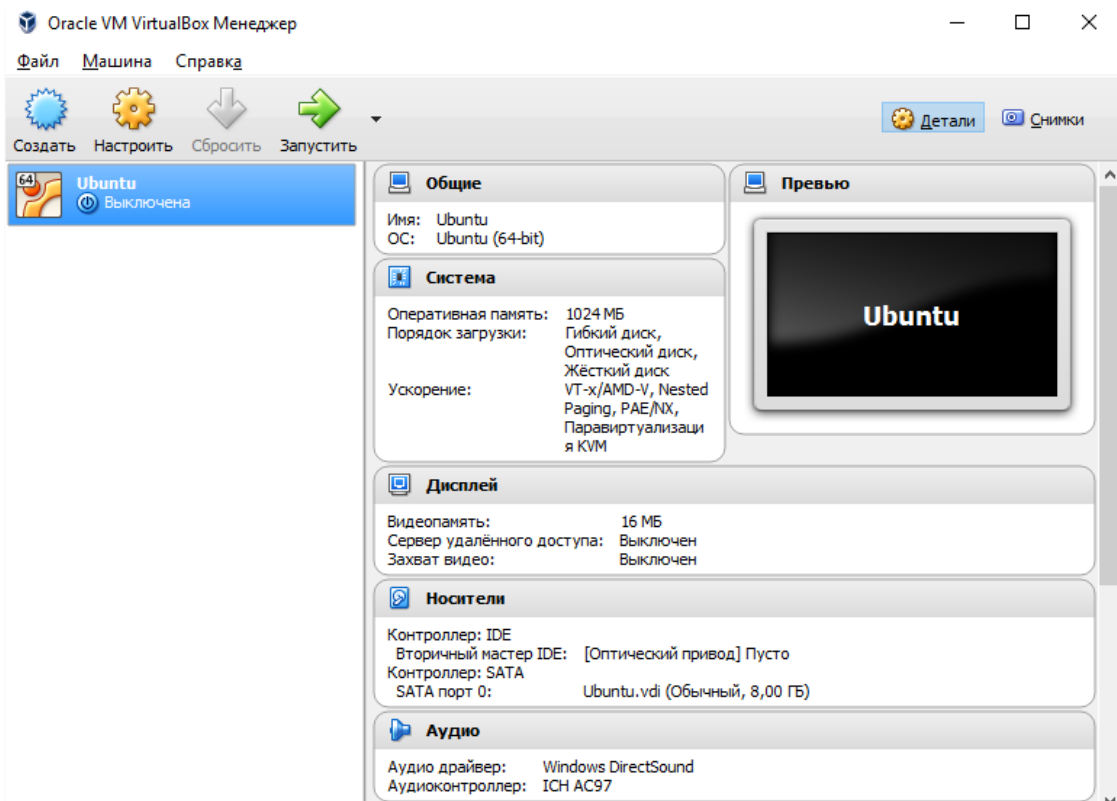 Oracle VM VirtualBox Менеджер
Файл Машина Справка
Создать Настроить Сбросить Запустить
Детали Снимки
64
Ubuntu
Выключена
Общие
Имя: Ubuntu
ОС: Ubuntu (64-bit)
Превью
Ubuntu
Система
Оперативная память: 1024 МБ
Порядок загрузки: Гибкий диск,
Оптический диск,
Жёсткий диск
Ускорение: VT-x/AMD-V, Nested
Paging, PAE/NX,
Паравиртуализаци
я KVM
Дисплей
Видеопамять: 16 МБ
Сервер удалённого доступа: Выключен
Захват видео: Выключен
Носители
Контроллер: IDE
Вторичный мастер IDE: [Оптический привод] Пусто
Контроллер: SATA
SATA порт 0: Ubuntu.vdi (Обычный, 8,00 ГБ)
Аудио
Аудио драйвер: Windows DirectSound
Аудиоконтроллер: ICH AC97